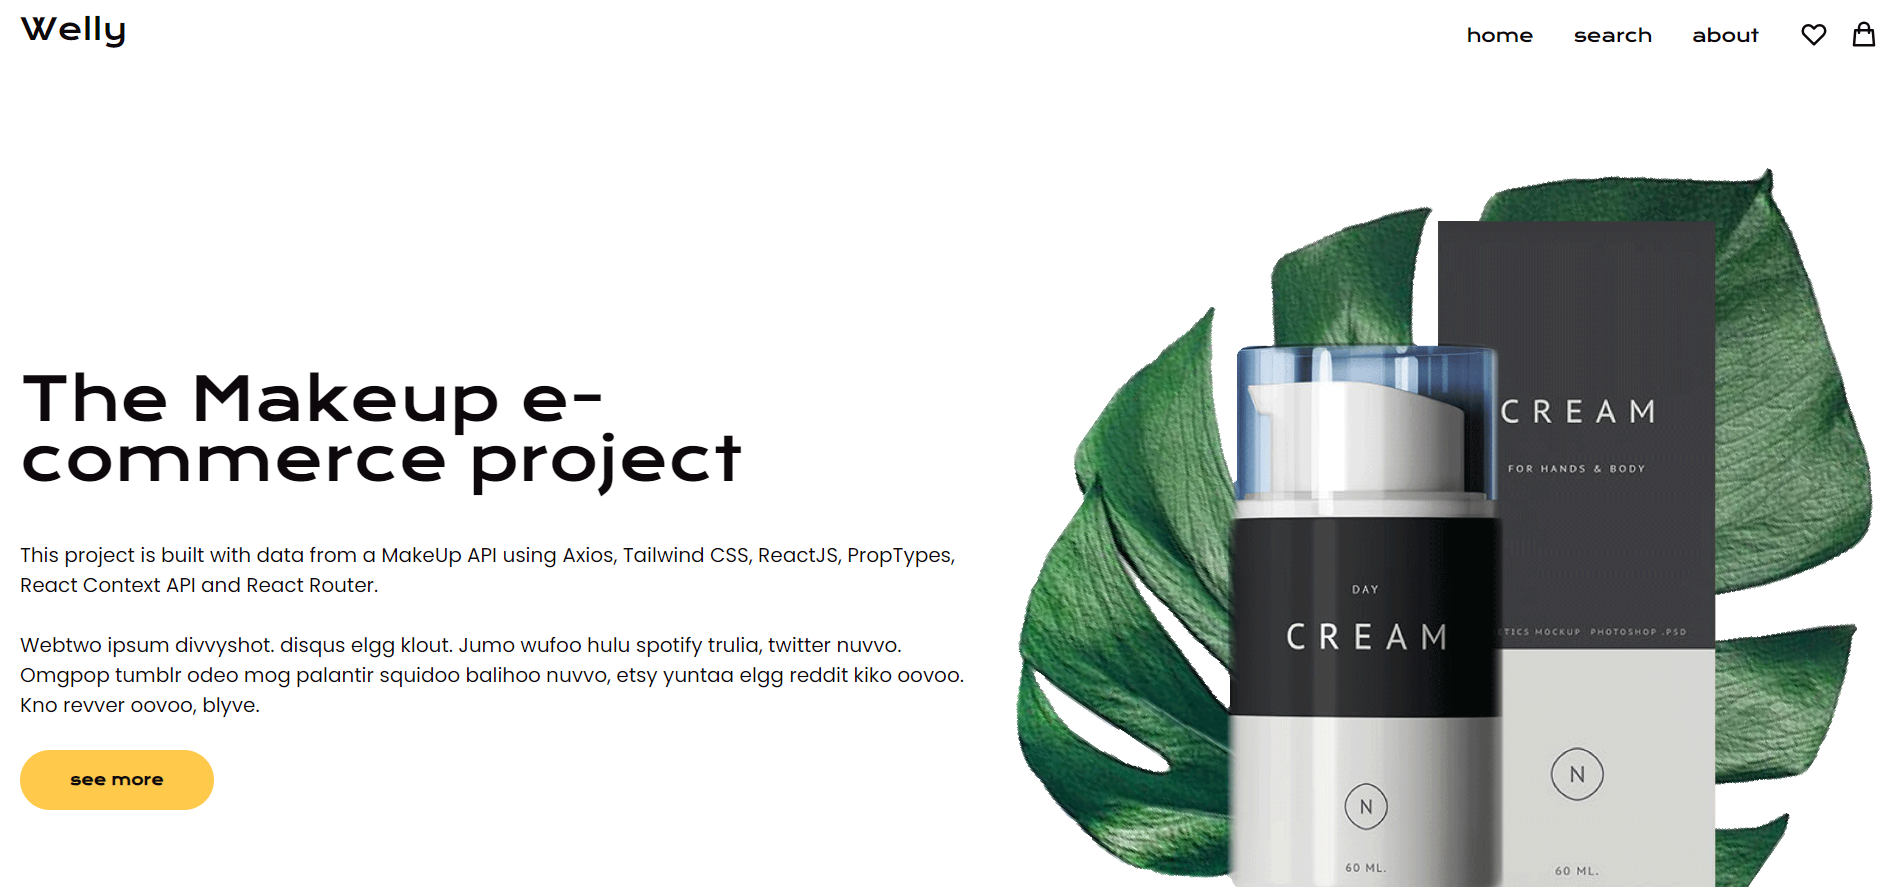 Welly
home search about
The Makeup e-
commerce project
This project is built with data from a MakeUp API using Axios, Tailwind CSS, ReactJS, PropTypes,
React Context API and React Router.
Webtwo ipsum divvyshot. disqus elgg klout. Jumo wufoo hulu spotify trulia, twitter nuvvo.
Omgpop tumblr odeo mog palantir squidoo balihoo nuvvo, etsy yuntaa elgg reddit kiko oovoo.
Kno revver oovoo, blyve.
see more
CREAM
FOR HANDS & BODY
MOCKUP PHOTOSHOP .PSD
N
60 ML.
DAY
CREAM
N
60 ML.